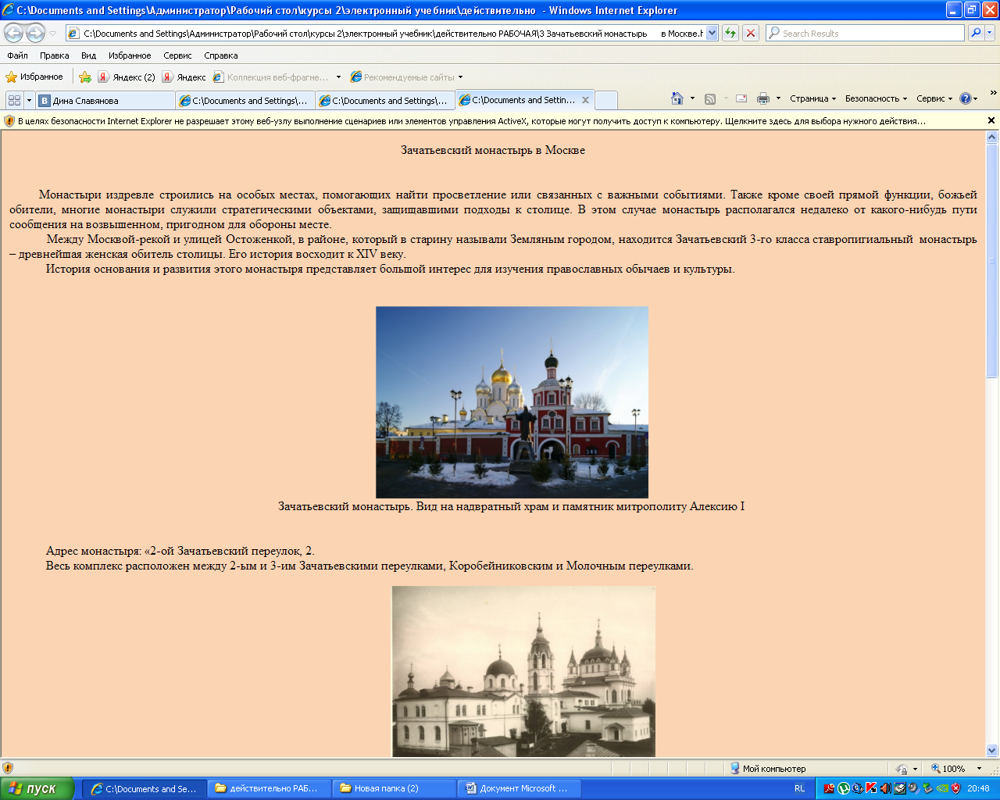 C:\Documents and Settings\Администратор\Рабочий стол\курсы 2\электронный учебник\действительно - Windows Internet Explorer
C:\Documents and Settings\Администратор\Рабочий стол\курсы 2\электронный учебник\действительно РАБОЧАЯ\3 Зачатьевский монастырь в Москве.h
Search Results
Файл Правка Вид Избранное Сервис Справка
Избранное Яндекс (2) Яндекс Коллекция веб-фрагме... Рекомендуемые сайты
Дина Славянова C:\Documents and Settings\... C:\Documents and Settings\... C:\Documents and Settin... Страница Безопасность Сервис »
В целях безопасности Internet Explorer не разрешает этому веб-узлу выполнение сценариев или элементов управления ActiveX, которые могут получить доступ к компьютеру. Щелкните здесь для выбора нужного действия...
Зачатьевский монастырь в Москве
Монастыри издревле строились на особых местах, помогающих найти просветление или связанных с важными событиями. Также кроме своей прямой функции, божьей
обители, многие монастыри служили стратегическими объектами, защищавшими подходы к столице. В этом случае монастырь располагался недалеко от какого-нибудь пути
сообщения на возвышенном, пригодном для обороны месте.
Между Москвой-рекой и улицей Остоженкой, в районе, который в старину называли Земляным городом, находится Зачатьевский 3-го класса ставропигиальный монастырь
– древнейшая женская обитель столицы. Его история восходит к XIV веку.
История основания и развития этого монастыря представляет большой интерес для изучения православных обычаев и культуры.
Зачатьевский монастырь. Вид на надвратный храм и памятник митрополиту Алексию I
Адрес монастыря: «2-ой Зачатьевский переулок, 2.
Весь комплекс расположен между 2-ым и 3-им Зачатьевскими переулками, Коробейниковским и Молочным переулками.
Мой компьютер 100%
пуск C:\Documents and Se... действительно РАБ... Новая папка (2) Документ Microsoft ... RL 20:48